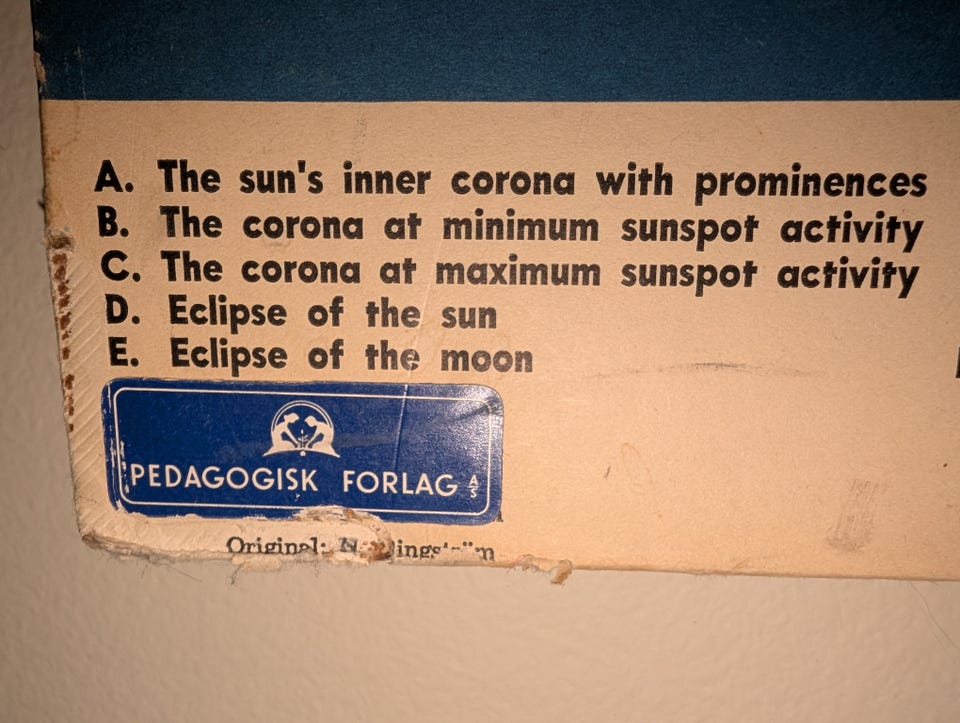 A. The sun's inner corona with prominences
B. The corona at minimum sunspot activity
C. The corona at maximum sunspot activity
D. Eclipse of the sun
E. Eclipse of the moon
PEDAGOGISK FORLAG A/S
Original: